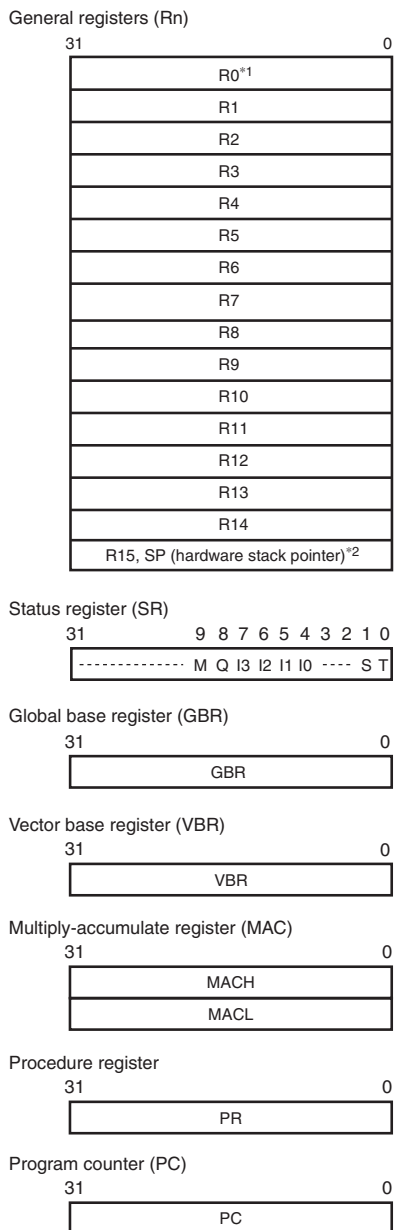 General registers (Rn)
31 0
R0*1
R1
R2
R3
R4
R5
R6
R7
R8
R9
R10
R11
R12
R13
R14
R15, SP (hardware stack pointer)*2
Status register (SR)
31 9 8 7 6 5 4 3 2 1 0
-------------- M Q I3 I2 I1 I0 ---- S T
Global base register (GBR)
31 0
GBR
Vector base register (VBR)
31 0
VBR
Multiply-accumulate register (MAC)
31 0
MACH
MACL
Procedure register
31 0
PR
Program counter (PC)
31 0
PC